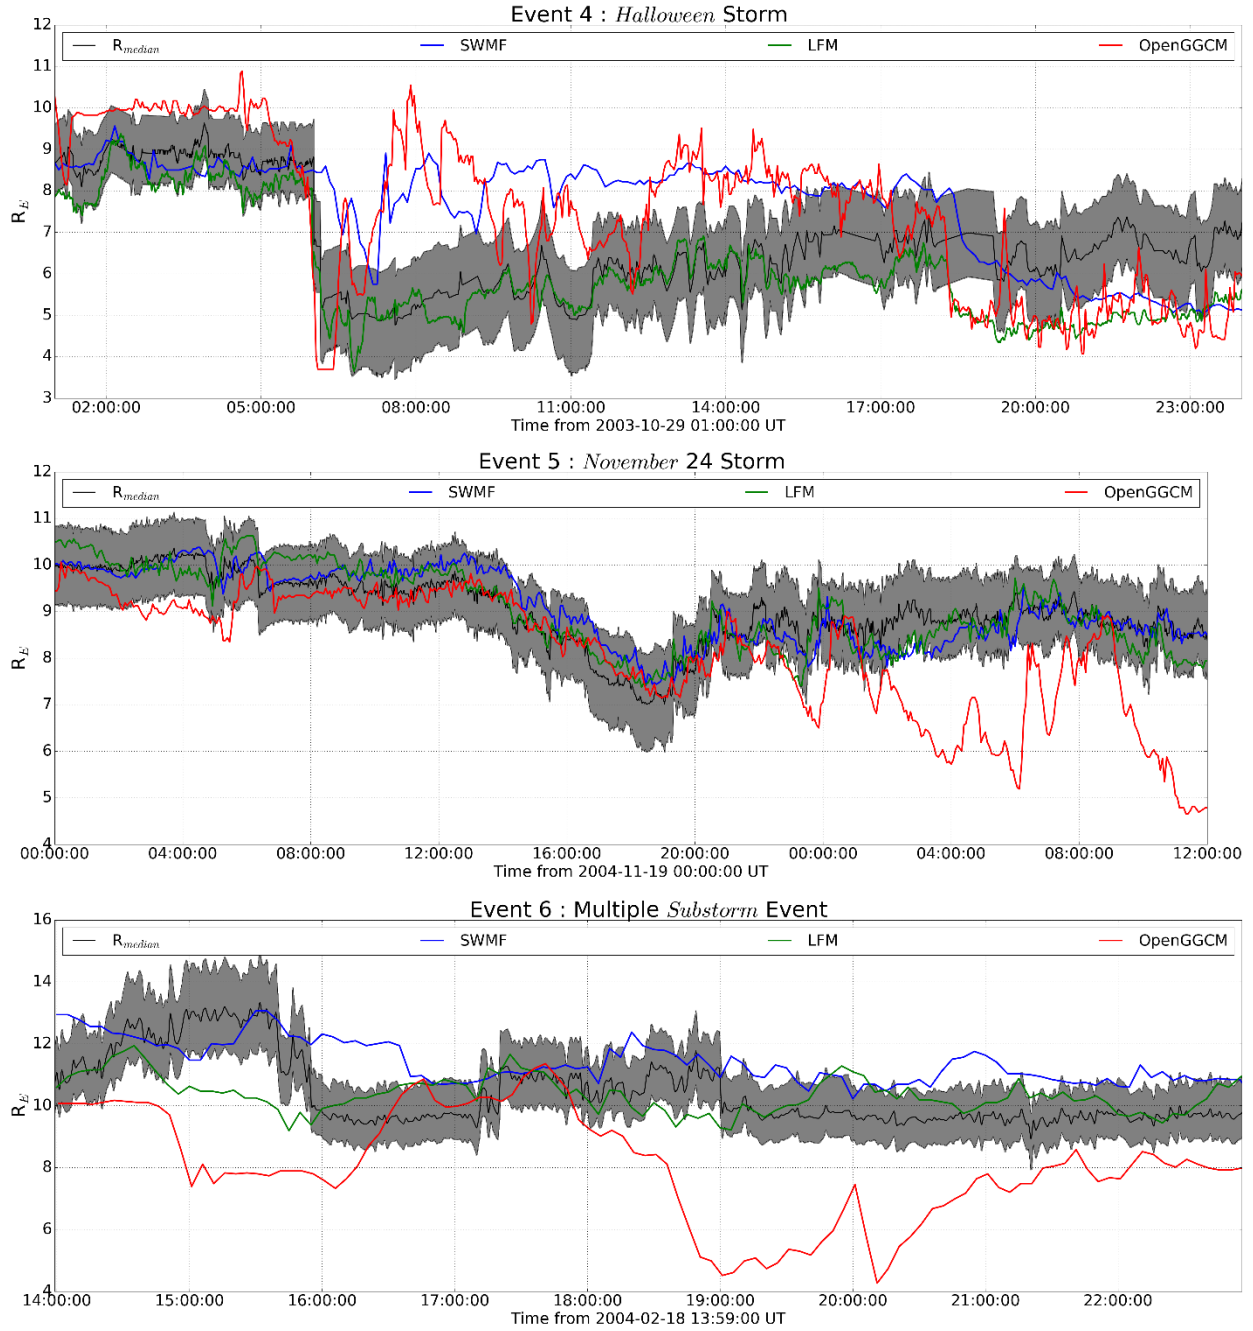 Event 4 : Halloween Storm
12
R_median SWMF LFM OpenGGCM
11
10
9
8
7
6
5
4
3
R_E
02:00:00 05:00:00 08:00:00 11:00:00 14:00:00 17:00:00 20:00:00 23:00:00
Time from 2003-10-29 01:00:00 UT
Event 5 : November 24 Storm
12
R_median SWMF LFM OpenGGCM
11
10
9
8
7
6
5
4
R_E
00:00:00 04:00:00 08:00:00 12:00:00 16:00:00 20:00:00 00:00:00 04:00:00 08:00:00 12:00:00
Time from 2004-11-19 00:00:00 UT
Event 6 : Multiple Substorm Event
16
R_median SWMF LFM OpenGGCM
14
12
10
8
6
4
R_E
14:00:00 15:00:00 16:00:00 17:00:00 18:00:00 19:00:00 20:00:00 21:00:00 22:00:00
Time from 2004-02-18 13:59:00 UT